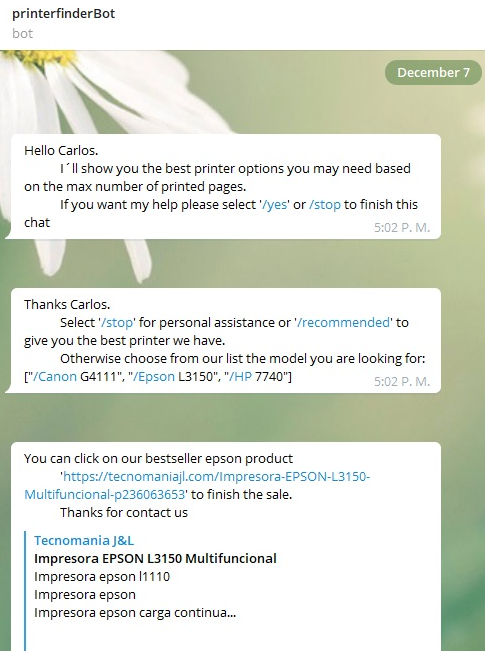 printerfinderBot
bot
December 7
Hello Carlos.
I´ll show you the best printer options you may need based
on the max number of printed pages.
If you want my help please select '/yes' or /stop to finish this
chat
5:02 P. M.
Thanks Carlos.
Select '/stop' for personal assistance or '/recommended' to
give you the best printer we have.
Otherwise choose from our list the model you are looking for:
["/Canon G4111", "/Epson L3150", "/HP 7740"]
5:02 P. M.
You can click on our bestseller epson product
'https://tecnomaniajl.com/Impresora-EPSON-L3150-
Multifuncional-p236063653' to finish the sale.
Thanks for contact us
Tecnomania J&L
Impresora EPSON L3150 Multifuncional
Impresora epson l1110
Impresora epson
Impresora epson carga continua...